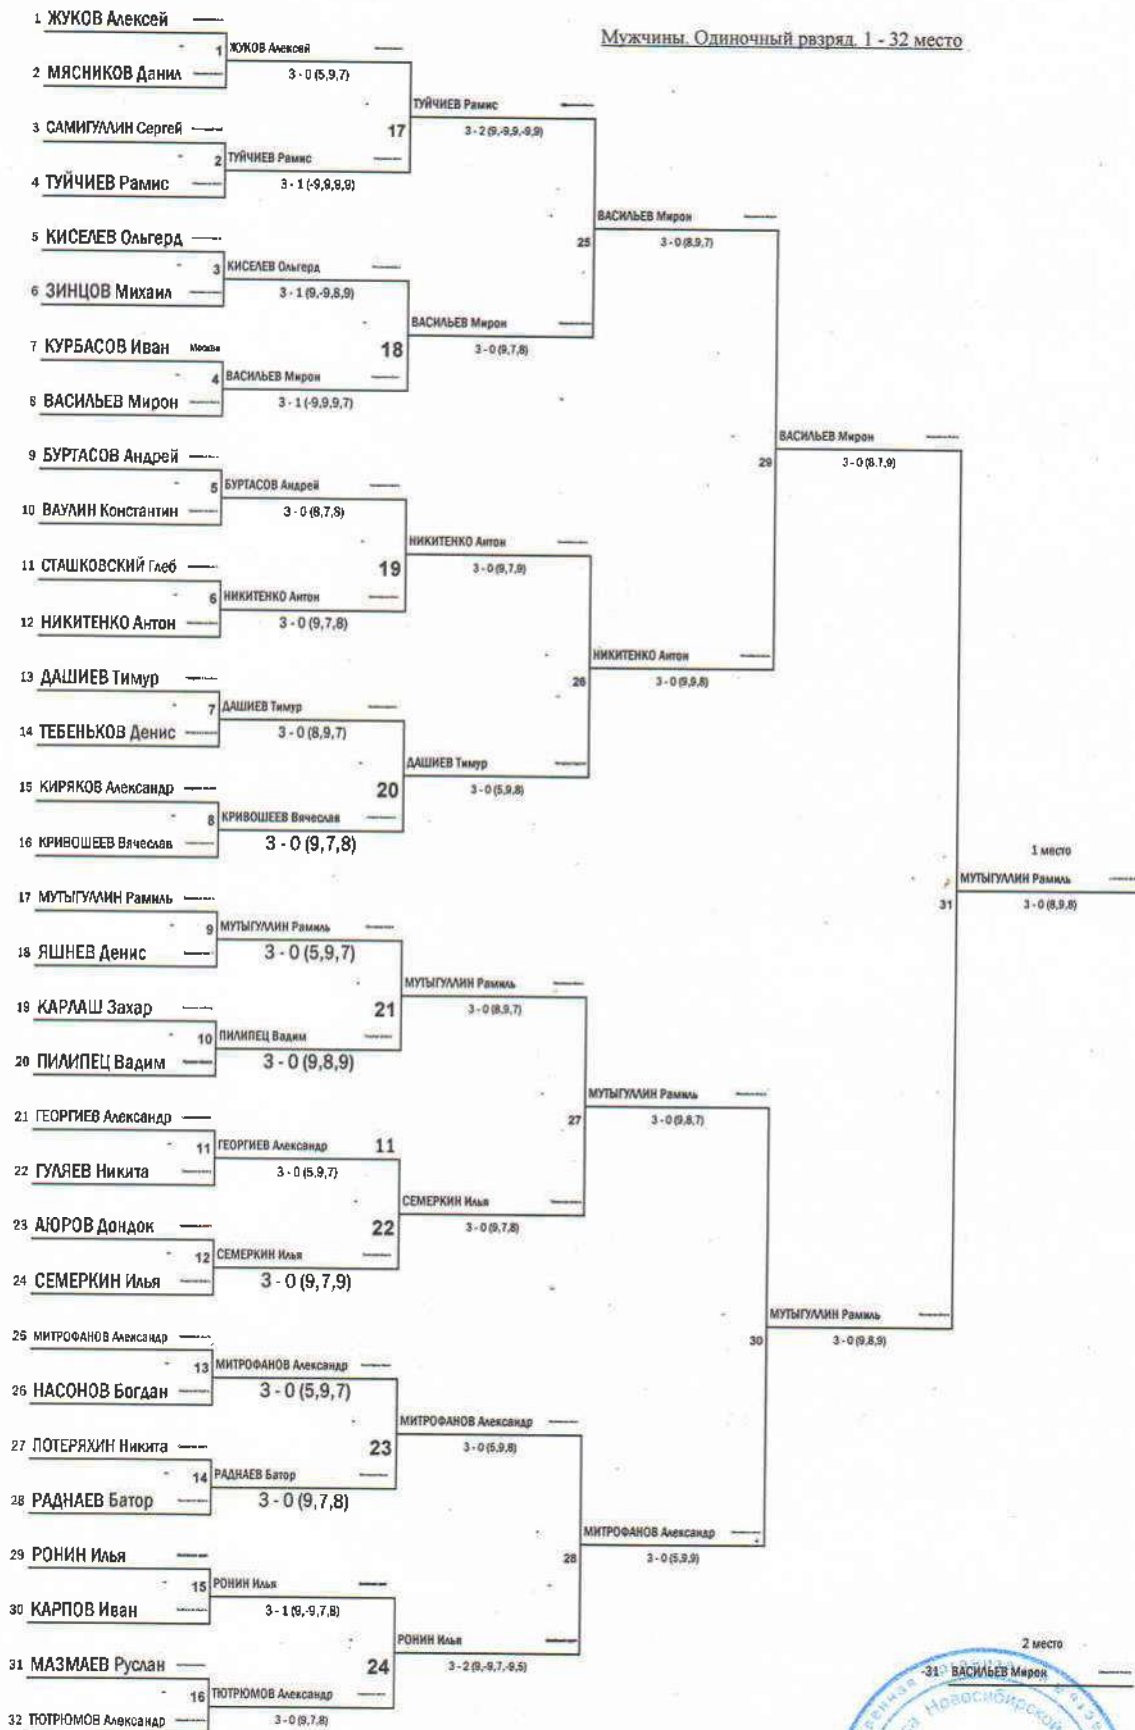 Мужчины. Одиночный рвзряд. 1 - 32 место
1 ЖУКОВ Алексей
1 ЖУКОВ Алексей
2 МЯСНИКОВ Данил
3 - 0 (5,9,7)
ТУЙЧИЕВ Рамис
3 САМИГУЛЛИН Сергей
17
3 - 2 (9,-9,9,-9,9)
2 ТУЙЧИЕВ Рамис
4 ТУЙЧИЕВ Рамис
3 - 1 (-9,9,9,9)
ВАСИЛЬЕВ Мирон
5 КИСЕЛЕВ Ольгерд
25
3 - 0 (8,9,7)
3 КИСЕЛЕВ Ольгерд
6 ЗИНЦОВ Михаил
3 - 1 (9,-9,8,9)
ВАСИЛЬЕВ Мирон
7 КУРБАСОВ Иван Москва
18
3 - 0 (9,7,8)
4 ВАСИЛЬЕВ Мирон
8 ВАСИЛЬЕВ Мирон
3 - 1 (-9,9,9,7)
ВАСИЛЬЕВ Мирон
9 БУРТАСОВ Андрей
29
3 - 0 (8,7,9)
5 БУРТАСОВ Андрей
10 ВАУЛИН Константин
3 - 0 (8,7,8)
НИКИТЕНКО Антон
11 СТАШКОВСКИЙ Глеб
19
3 - 0 (9,7,9)
6 НИКИТЕНКО Антон
12 НИКИТЕНКО Антон
3 - 0 (9,7,8)
НИКИТЕНКО Антон
13 ДАШИЕВ Тимур
26
3 - 0 (9,9,8)
7 ДАШИЕВ Тимур
14 ТЕБЕНЬКОВ Денис
3 - 0 (8,9,7)
ДАШИЕВ Тимур
15 КИРЯКОВ Александр
20
3 - 0 (5,9,8)
8 КРИВОШЕЕВ Вячеслав
16 КРИВОШЕЕВ Вячеслав
3 - 0 (9,7,8)
1 место
МУТЫГУЛЛИН Рамиль
31
3 - 0 (8,9,8)
17 МУТЫГУЛЛИН Рамиль
9 МУТЫГУЛЛИН Рамиль
18 ЯШНЕВ Денис
3 - 0 (5,9,7)
МУТЫГУЛЛИН Рамиль
19 КАРЛАШ Захар
21
3 - 0 (8,9,7)
10 ПИЛИПЕЦ Вадим
20 ПИЛИПЕЦ Вадим
3 - 0 (9,8,9)
МУТЫГУЛЛИН Рамиль
21 ГЕОРГИЕВ Александр
27
3 - 0 (9,8,7)
11 ГЕОРГИЕВ Александр 11
22 ГУЛЯЕВ Никита
3 - 0 (5,9,7)
СЕМЕРКИН Илья
23 АЮРОВ Дондок
22
3 - 0 (9,7,8)
12 СЕМЕРКИН Илья
24 СЕМЕРКИН Илья
3 - 0 (9,7,9)
МУТЫГУЛЛИН Рамиль
25 МИТРОФАНОВ Александр
30
3 - 0 (9,8,9)
13 МИТРОФАНОВ Александр
26 НАСОНОВ Богдан
3 - 0 (5,9,7)
МИТРОФАНОВ Александр
27 ПОТЕРЯХИН Никита
23
3 - 0 (5,9,8)
14 РАДНАЕВ Батор
28 РАДНАЕВ Батор
3 - 0 (9,7,8)
МИТРОФАНОВ Александр
29 РОНИН Илья
28
3 - 0 (5,9,9)
15 РОНИН Илья
30 КАРПОВ Иван
3 - 1 (9,-9,7,8)
РОНИН Илья
31 МАЗМАЕВ Руслан
24
3 - 2 (9,-9,7,-9,5)
2 место
-31 ВАСИЛЬЕВ Мирон
16 ТЮТРЮМОВ Александр
32 ТЮТРЮМОВ Александр
3 - 0 (9,7,8)
Новосибирской